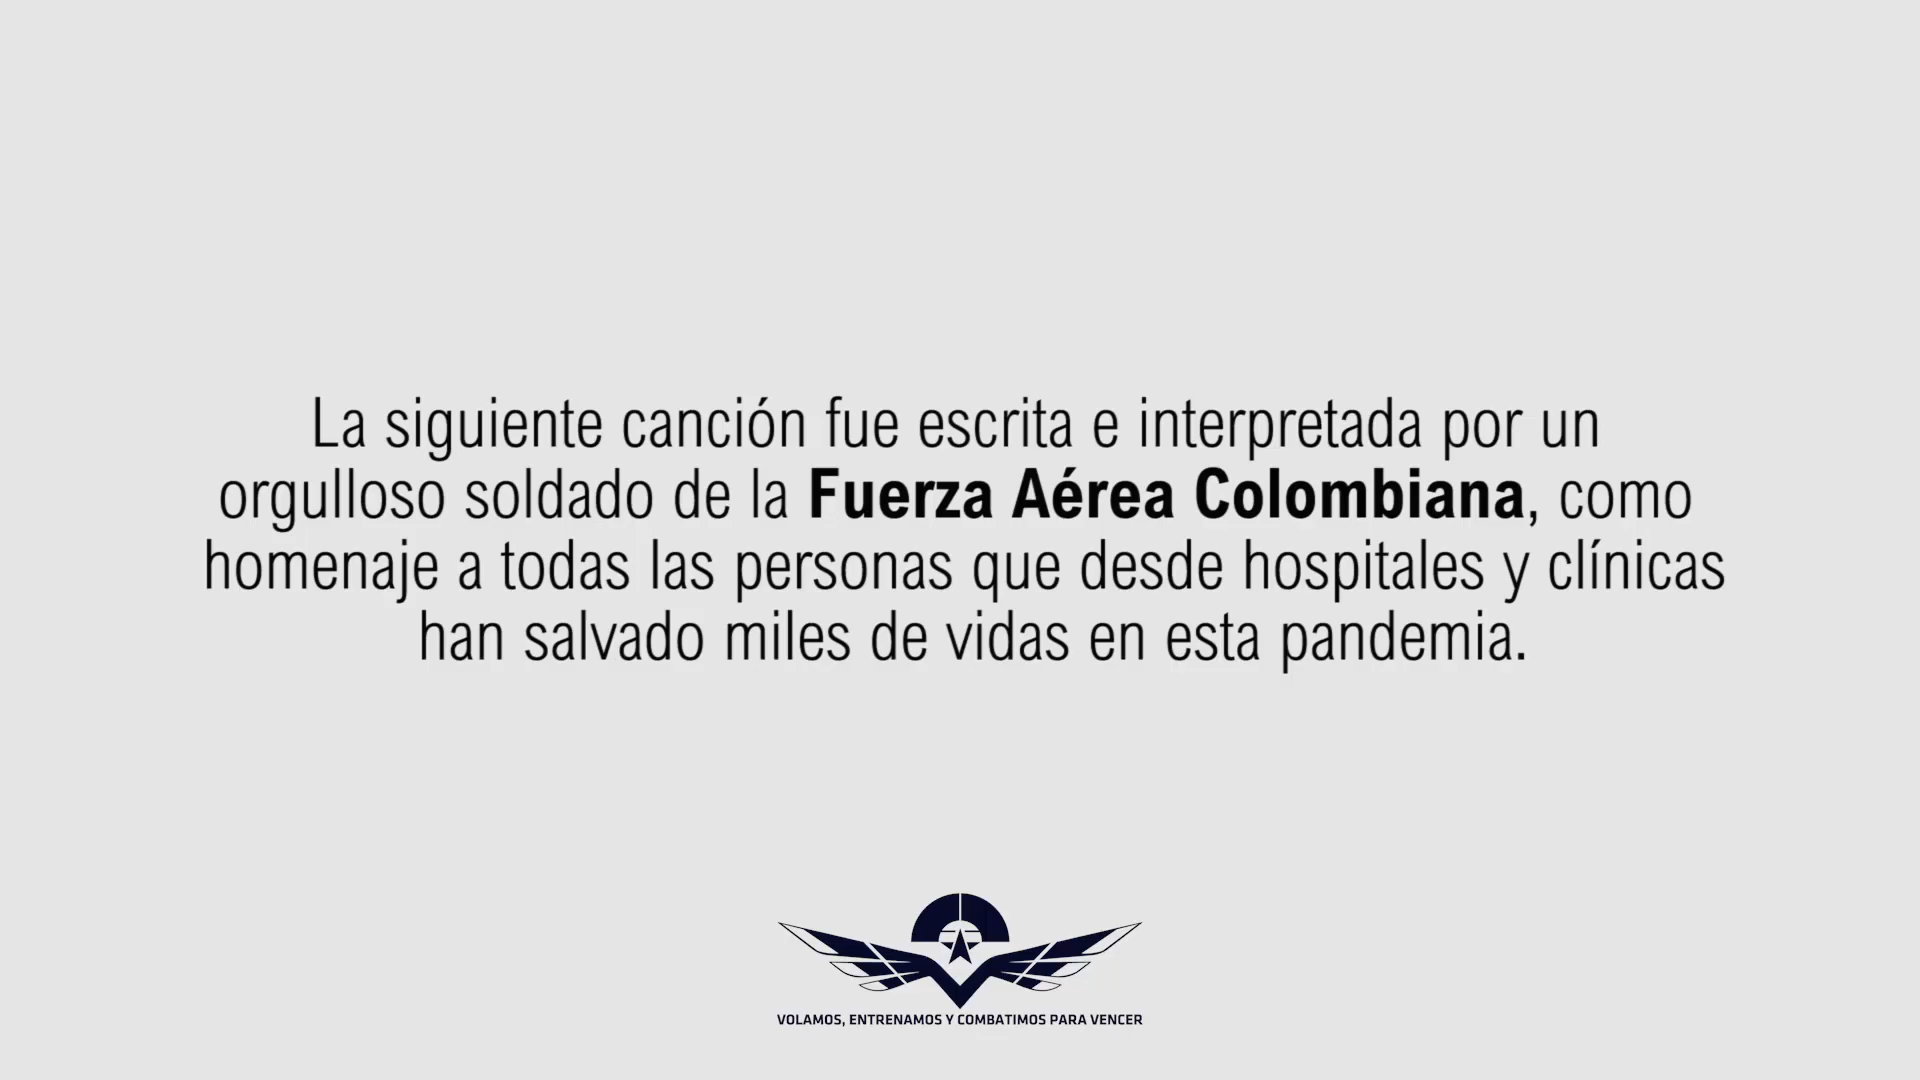 La siguiente canción fue escrita e interpretada por un
orgulloso soldado de la Fuerza Aérea Colombiana, como
homenaje a todas las personas que desde hospitales y clínicas
han salvado miles de vidas en esta pandemia.
VOLAMOS, ENTRENAMOS Y COMBATIMOS PARA VENCER